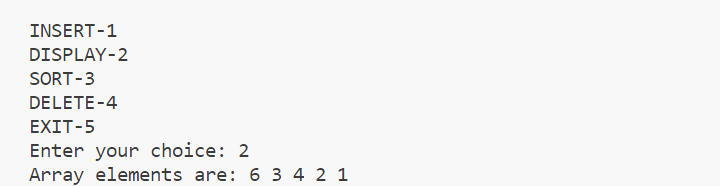 INSERT-1
DISPLAY-2
SORT-3
DELETE-4
EXIT-5
Enter your choice: 2
Array elements are: 6 3 4 2 1